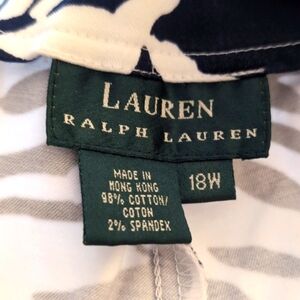 LAUREN
RALPH LAUREN
MADE IN
HONG KONG
98% COTTON/
COTON
2% SPANDEX
18W